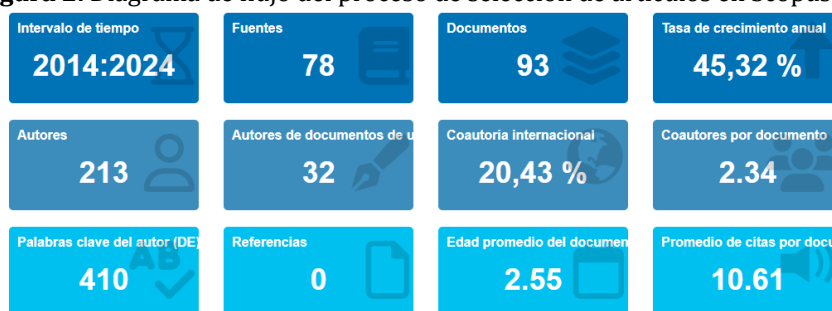 Diagrama de flujo del proceso de selección de artículos en Scopus
Intervalo de tiempo
2014:2024
Fuentes
78
Documentos
93
Tasa de crecimiento anual
45,32 %
Autores
213
Autores de documentos de u
32
Coautoría internacional
20,43 %
Coautores por documento
2.34
Palabras clave del autor (DE)
410
Referencias
0
Edad promedio del documen
2.55
Promedio de citas por docu
10.61